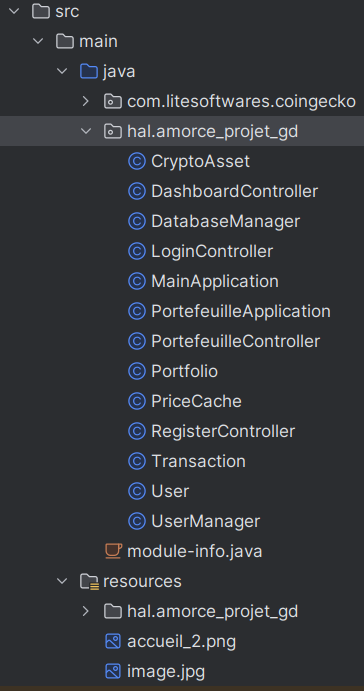 src
main
java
com.litesoftwares.coingecko
hal.amorce_projet_gd
CryptoAsset
DashboardController
DatabaseManager
LoginController
MainApplication
PortefeuilleApplication
PortefeuilleController
Portfolio
PriceCache
RegisterController
Transaction
User
UserManager
module-info.java
resources
hal.amorce_projet_gd
accueil_2.png
image.jpg